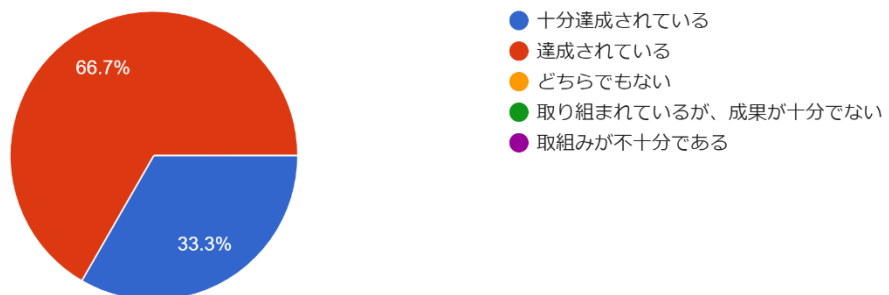 66.7%
33.3%
十分達成されている
達成されている
どちらでもない
取り組まれているが、成果が十分でない
取組みが不十分である